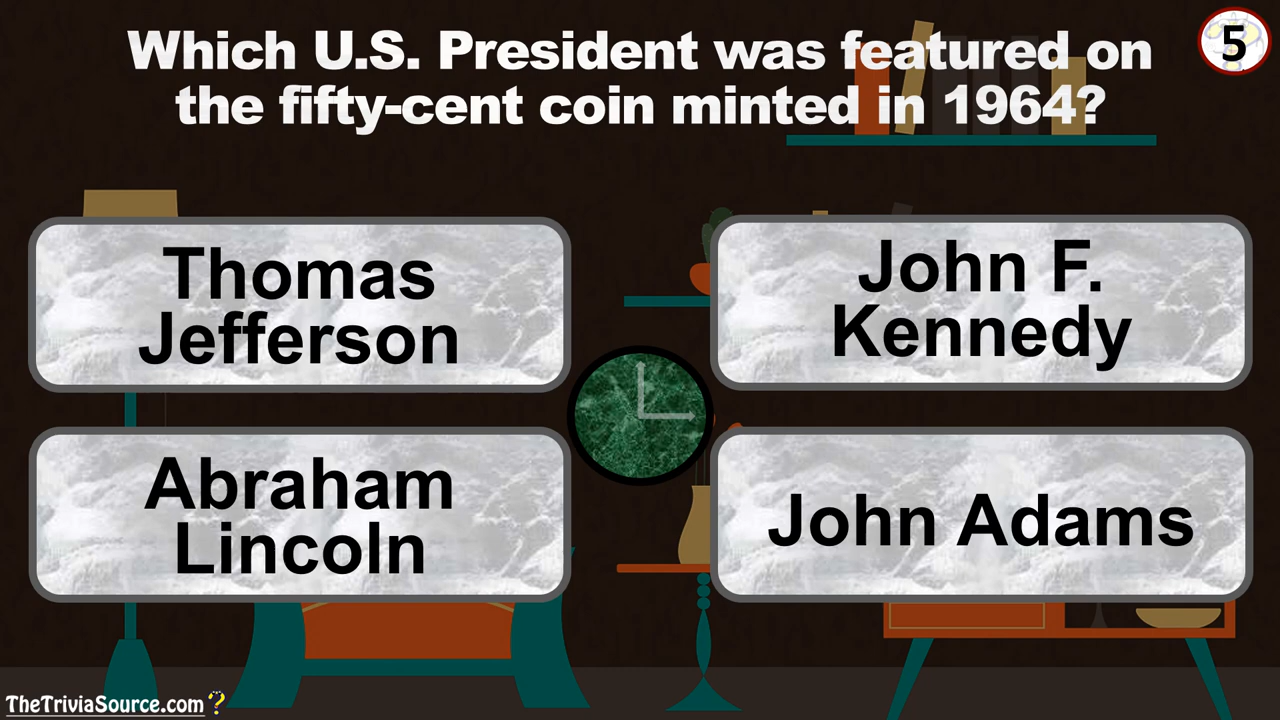 Which U.S. President was featured on
the fifty-cent coin minted in 1964?
5
Thomas
Jefferson
John F.
Kennedy
Abraham
Lincoln
John Adams
TheTriviaSource.com?